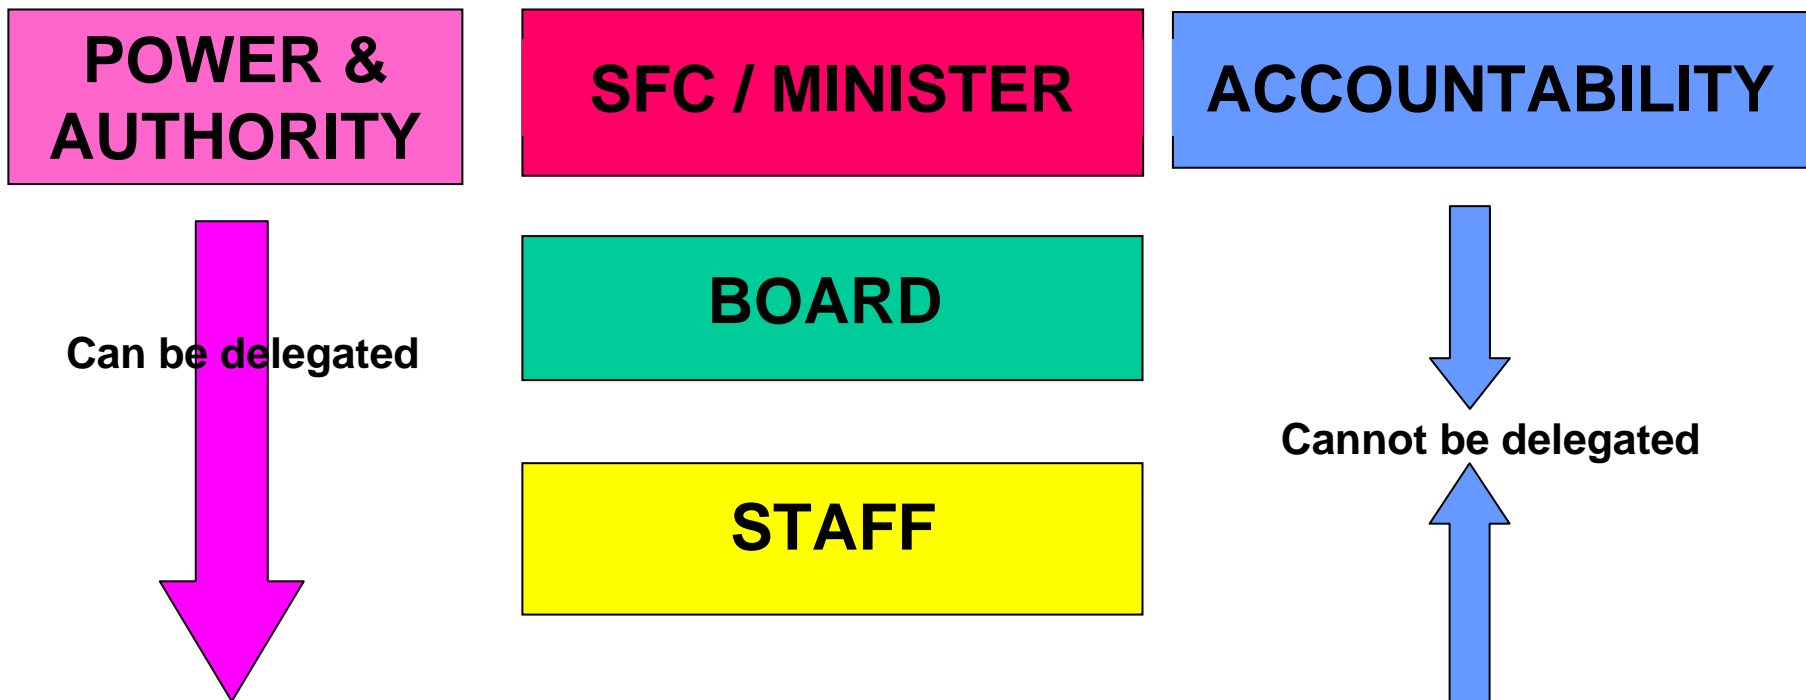 POWER &
AUTHORITY
SFC / MINISTER
ACCOUNTABILITY
BOARD
Can be delegated
Cannot be delegated
STAFF